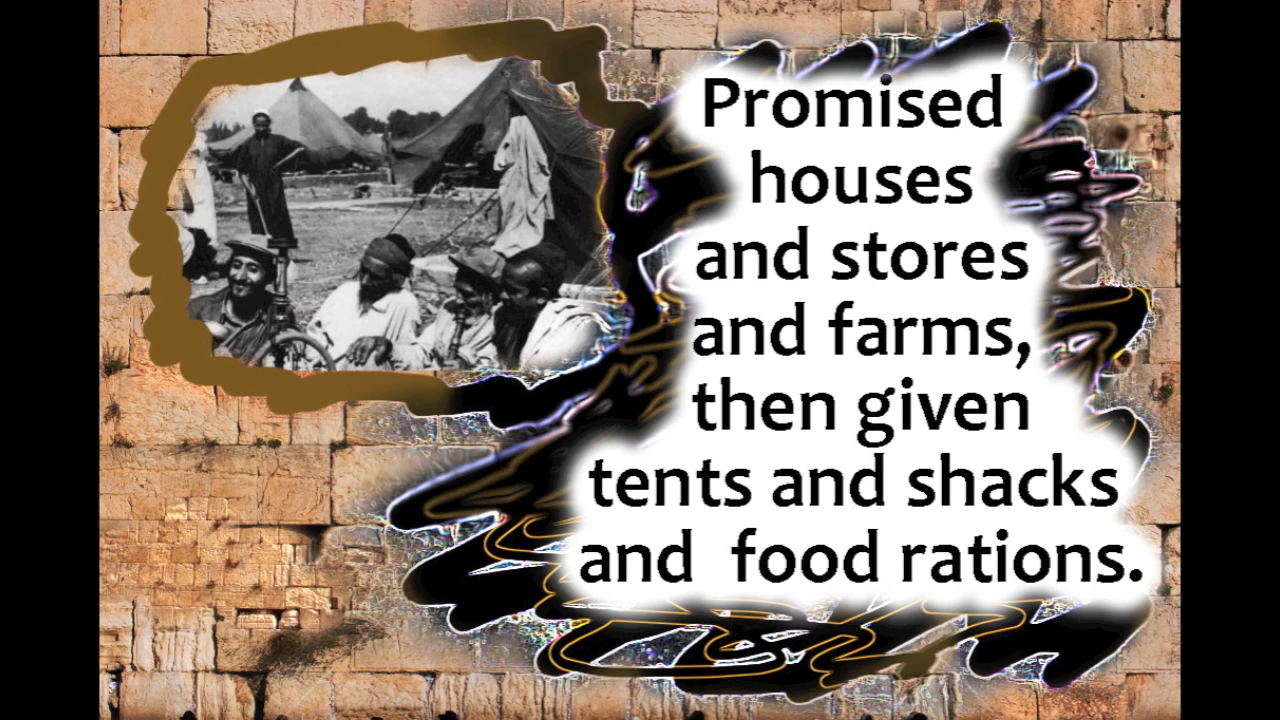 Promised
houses
and stores
and farms,
then given
tents and shacks
and food rations.